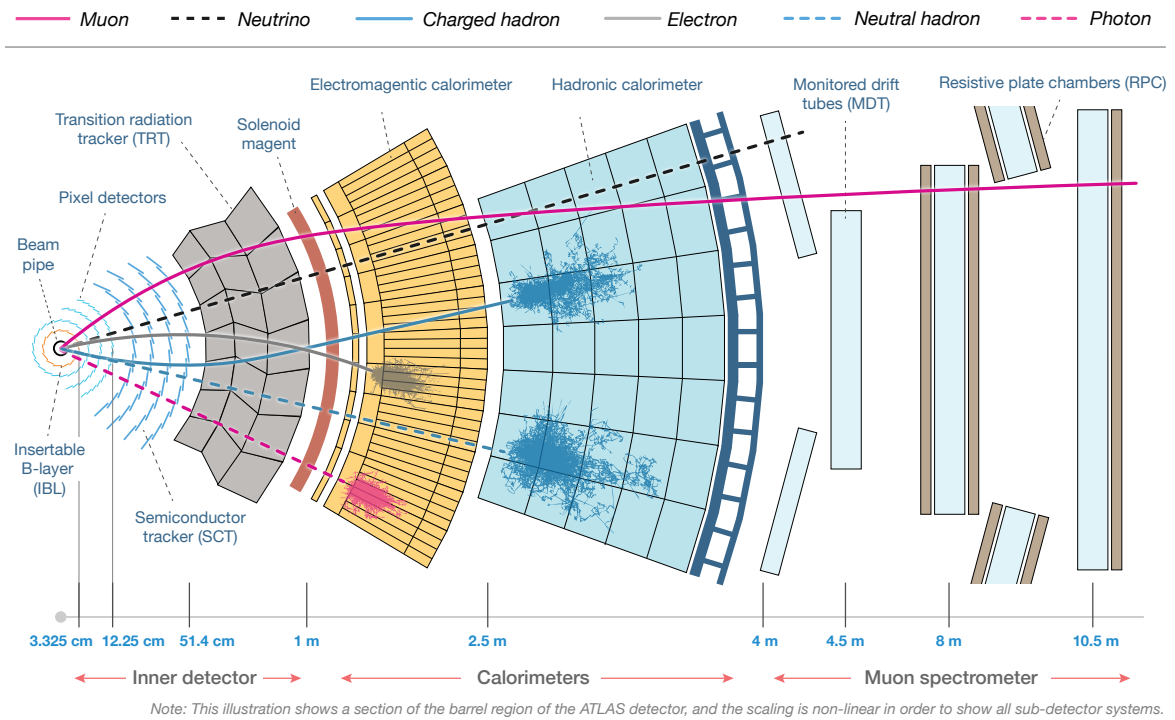 Muon
Neutrino
Charged hadron
Electron
Neutral hadron
Photon
Electromagentic calorimeter
Hadronic calorimeter
Monitored drift
tubes (MDT)
Resistive plate chambers (RPC)
Transition radiation
tracker (TRT)
Solenoid
magent
Pixel detectors
Beam
pipe
Insertable
B-layer
(IBL)
Semiconductor
tracker (SCT)
3.325 cm
12.25 cm
51.4 cm
1 m
2.5 m
4 m
4.5 m
8 m
10.5 m
Inner detector
Calorimeters
Muon spectrometer
Note: This illustration shows a section of the barrel region of the ATLAS detector, and the scaling is non-linear in order to show all sub-detector systems.